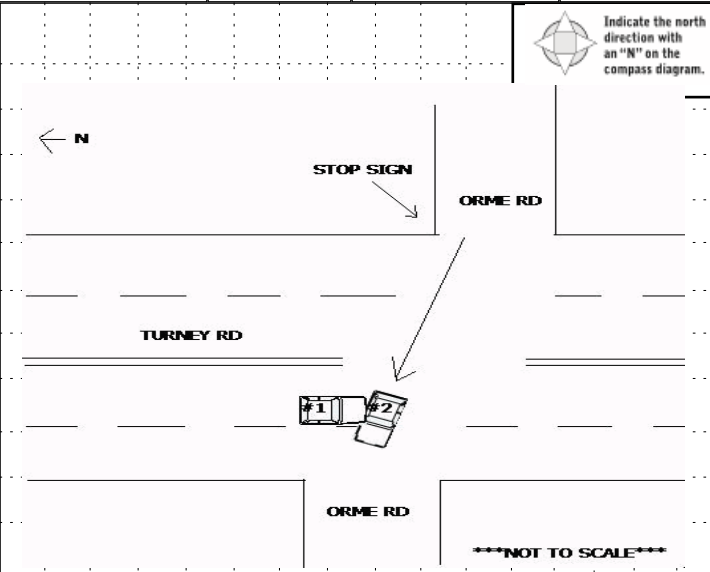 Indicate the north
direction with
an “N” on the
compass diagram.
N
STOP SIGN
ORME RD
TURNEY RD
#1
#2
ORME RD
***NOT TO SCALE***